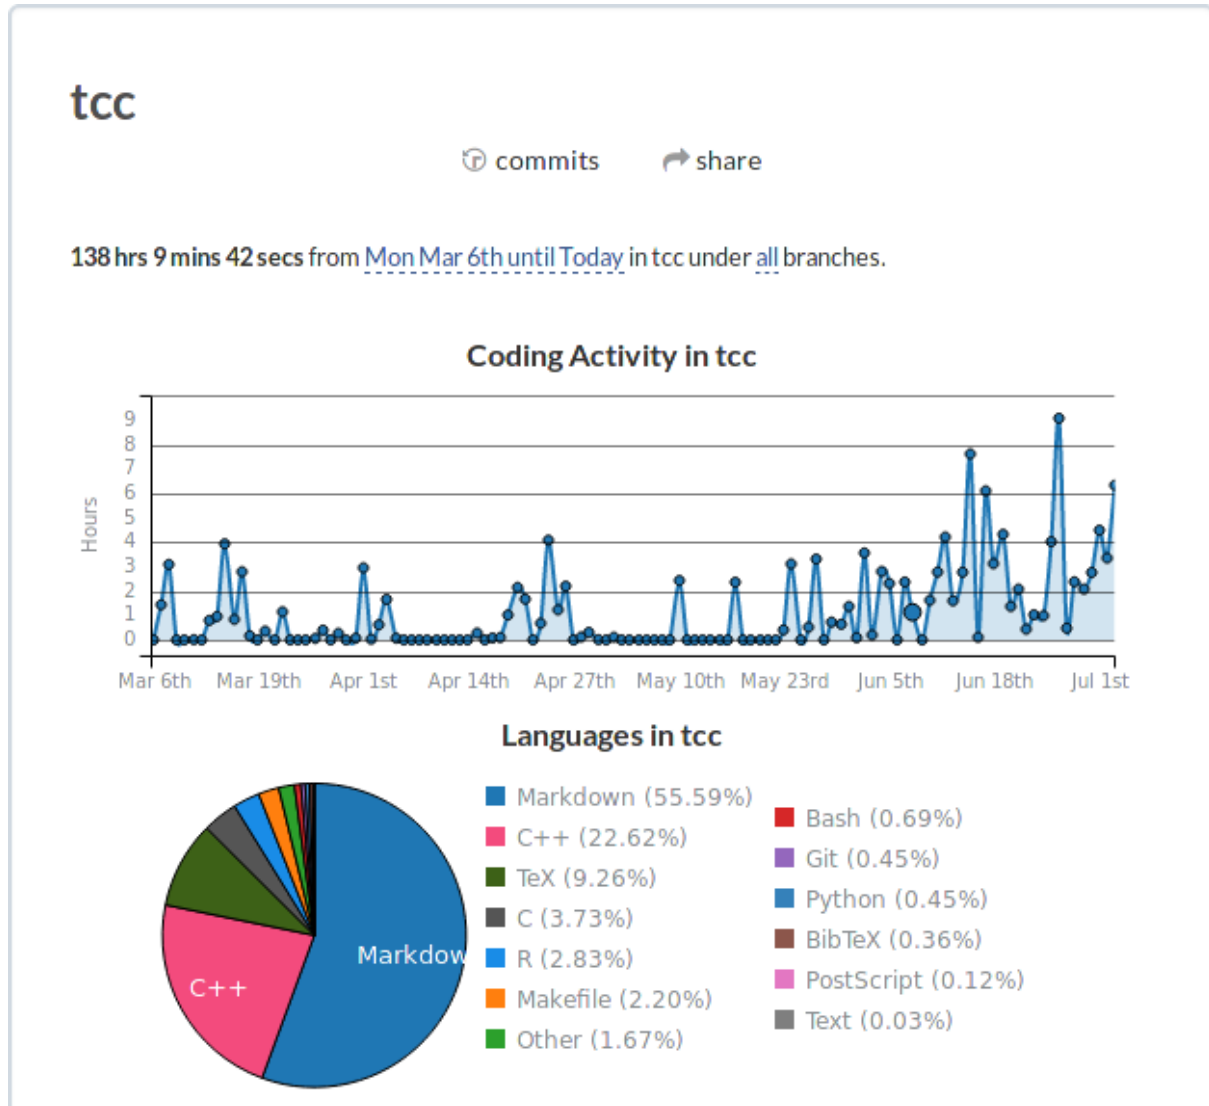 tcc
commits share
138 hrs 9 mins 42 secs from Mon Mar 6th until Today in tcc under all branches.
Coding Activity in tcc
Hours
9
8
7
6
5
4
3
2
1
0
Mar 6th Mar 19th Apr 1st Apr 14th Apr 27th May 10th May 23rd Jun 5th Jun 18th Jul 1st
Languages in tcc
Markdow
C++
Markdown (55.59%)
C++ (22.62%)
TeX (9.26%)
C (3.73%)
R (2.83%)
Makefile (2.20%)
Other (1.67%)
Bash (0.69%)
Git (0.45%)
Python (0.45%)
BibTeX (0.36%)
PostScript (0.12%)
Text (0.03%)